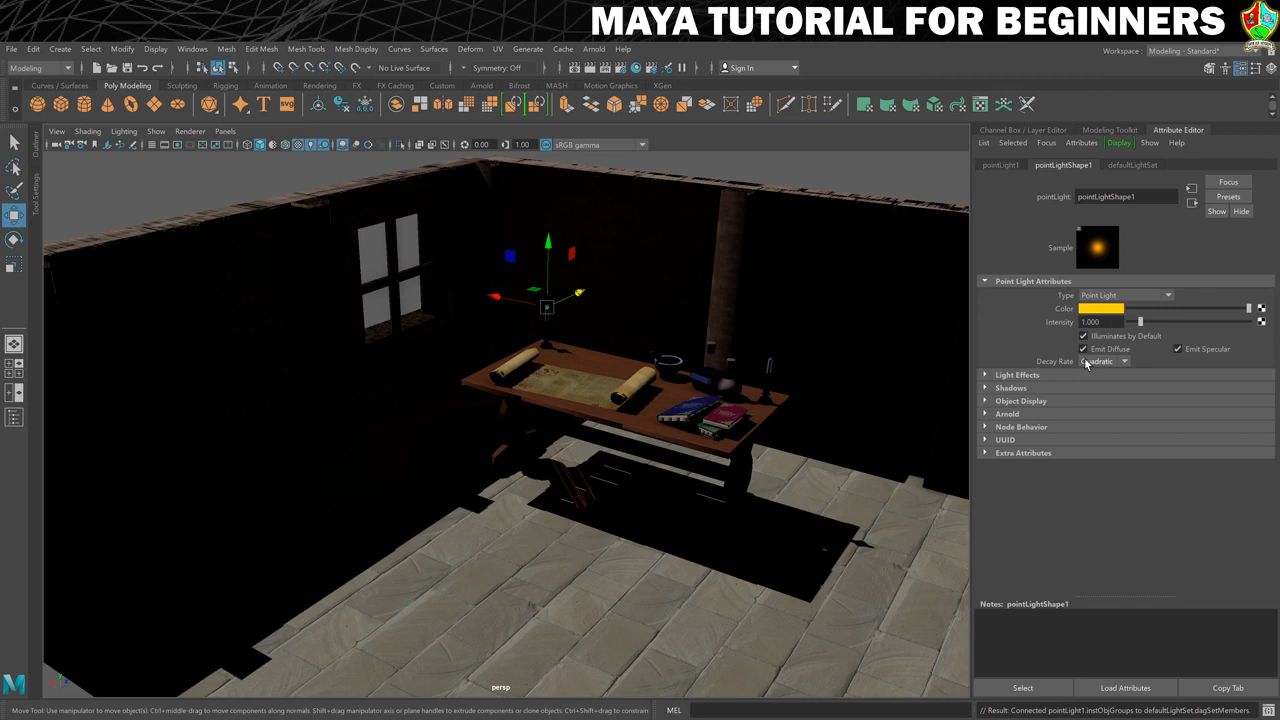 MAYA TUTORIAL FOR BEGINNERS
File Edit Create Select Modify Display Windows Mesh Edit Mesh Mesh Tools Mesh Display Curves Surfaces Deform UV Generate Cache Arnold Help
Workspace : Modeling - Standard*
Modeling No Live Surface Symmetry: Off Sign In
Curves / Surfaces Poly Modeling Sculpting Rigging Animation Rendering FX FX Caching Custom Arnold Bifrost MASH Motion Graphics XGen
View Shading Lighting Show Renderer Panels
0.00 1.00 sRGB gamma
Outliner
Tool Settings
Channel Box / Layer Editor Modeling Toolkit Attribute Editor
List Selected Focus Attributes Display Show Help
pointLight1 pointLightShape1 defaultLightSet
Focus
pointLight: pointLightShape1 Presets
Show Hide
Sample
Point Light Attributes
Type Point Light
Color
Intensity 1.000
Illuminates by Default
Emit Diffuse Emit Specular
Decay Rate Quadratic
Light Effects
Shadows
Object Display
Arnold
Node Behavior
UUID
Extra Attributes
Notes: pointLightShape1
Select Load Attributes Copy Tab
persp
Move Tool: Use manipulator to move object(s). Ctrl+middle-drag to move components along normals. Shift+drag manipulator axis or plane handles to extrude components or clone objects. Ctrl+Shift+drag to constrain
MEL
// Result: Connected pointLight1.instObjGroups to defaultLightSet.dagSetMembers.